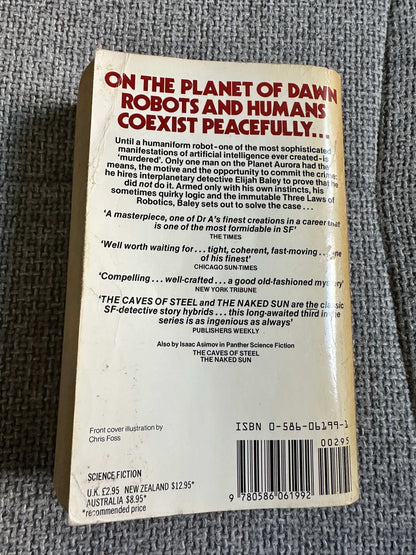 ON THE PLANET OF DAWN
ROBOTS AND HUMANS
COEXIST PEACEFULLY...
Until a humaniform robot-one of the most sophisticated
manifestations of artificial intelligence ever created-is
'murdered'. Only one man on the Planet Aurora had the
means, the motive and the opportunity to commit the crime:
he hires interplanetary detective Elijah Baley to prove that he
did not do it. Armed only with his own instincts, his
sometimes quirky logic and the immutable Three Laws of
Robotics, Baley sets out to solve the case...
'A masterpiece, one of Dr A's finest creations in a career that
is one of the most formidable in SF'
THE TIMES
'Well worth waiting for... tight, coherent, fast-moving... one
of his finest'
CHICAGO SUN-TIMES
'Compelling... well-crafted... a good old-fashioned mystery'
NEW YORK TRIBUNE
'THE CAVES OF STEEL and THE NAKED SUN are the classic
SF-detective story hybrids... this long-awaited third in the
series is as ingenious as always'
PUBLISHERS WEEKLY
Also by Isaac Asimov in Panther Science Fiction
THE CAVES OF STEEL
THE NAKED SUN
Front cover illustration by
Chris Foss
ISBN 0-586-06199-1
00295
SCIENCE FICTION
U.K. £2.95 NEW ZEALAND $12.95*
AUSTRALIA $8.95*
*recommended price
9 780586 061992